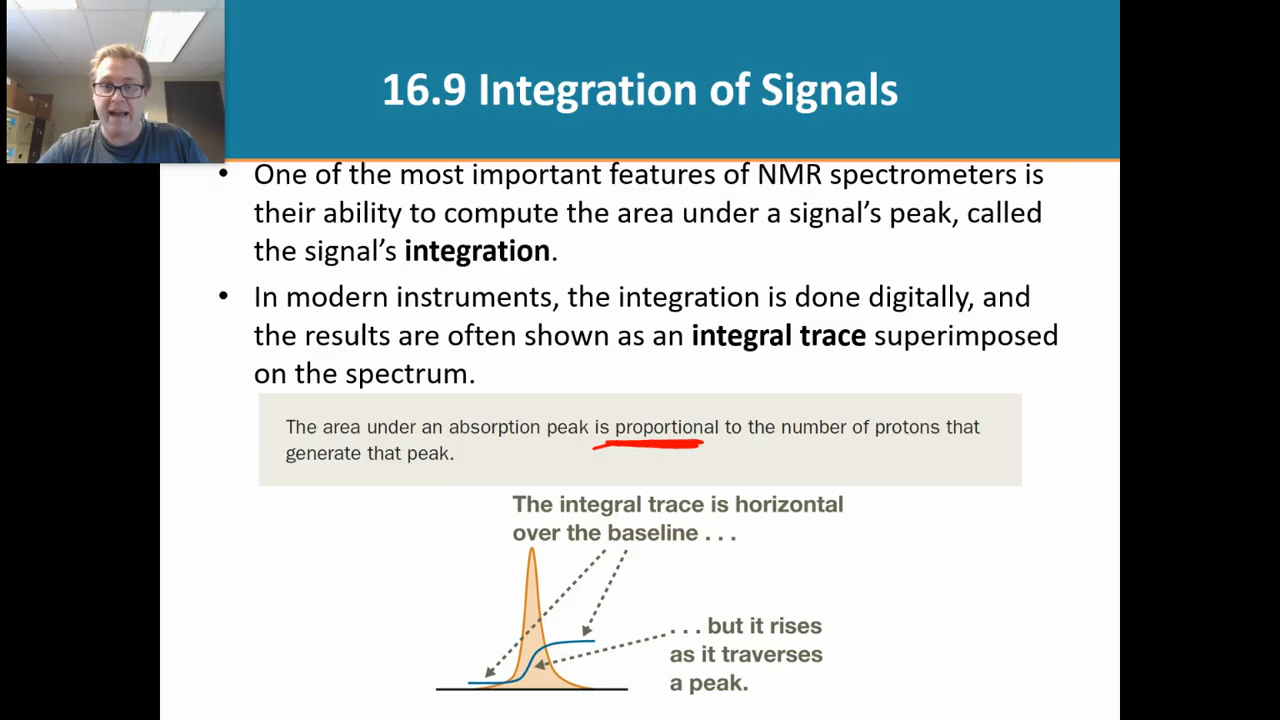 16.9 Integration of Signals
• One of the most important features of NMR spectrometers is
their ability to compute the area under a signal’s peak, called
the signal’s integration.
• In modern instruments, the integration is done digitally, and
the results are often shown as an integral trace superimposed
on the spectrum.
The area under an absorption peak is proportional to the number of protons that
generate that peak.
The integral trace is horizontal
over the baseline . . .
. . . but it rises
as it traverses
a peak.